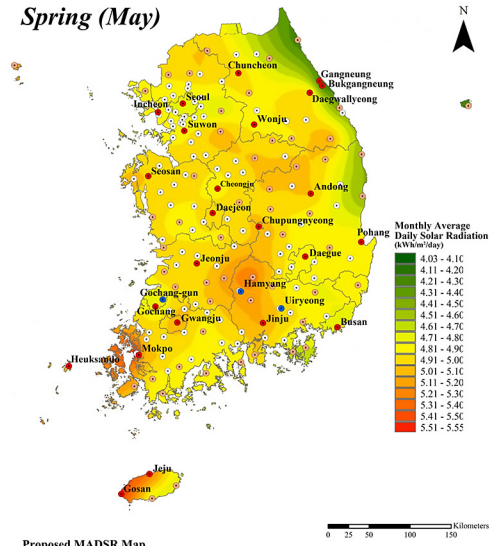 Spring (May)
N
Chuncheon
Gangneung
Bukgangneung
Daegwallyeong
Seoul
Incheon
Suwon
Wonju
Seosan
Cheongju
Andong
Daejeon
Chupungnyeong
Pohang
Jeonju
Daegue
Hamyang
Gochang-gun
Gochang
Uiryeong
Gwangju
Jinju
Busan
Mokpo
Heuksando
Jeju
Gosan
Monthly Average
Daily Solar Radiation
(kWh/m²/day)
4.03 - 4.10
4.11 - 4.20
4.21 - 4.30
4.31 - 4.40
4.41 - 4.50
4.51 - 4.60
4.61 - 4.70
4.71 - 4.80
4.81 - 4.90
4.91 - 5.00
5.01 - 5.10
5.11 - 5.20
5.21 - 5.30
5.31 - 5.40
5.41 - 5.50
5.51 - 5.55
Kilometers
0 25 50 100 150
Proposed MADSR Map